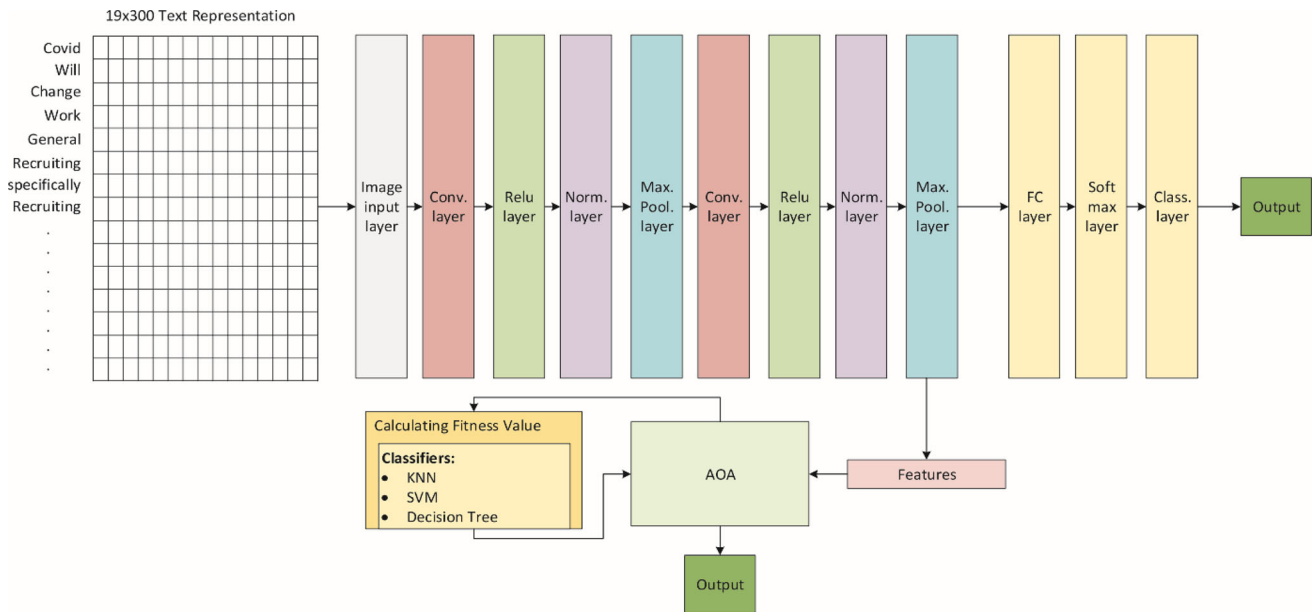 19x300 Text Representation
Covid
Will
Change
Work
General
Recruiting
specifically
Recruiting
.
.
.
.
.
.
.
Image
input
layer
Conv.
layer
Relu
layer
Norm.
layer
Max.
Pool.
layer
Conv.
layer
Relu
layer
Norm.
layer
Max.
Pool.
layer
FC
layer
Soft
max
layer
Class.
layer
Output
Calculating Fitness Value
Classifiers:
• KNN
• SVM
• Decision Tree
AOA
Features
Output